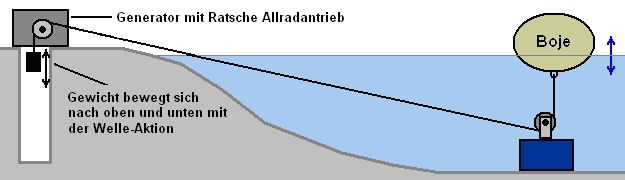 Generator mit Ratsche Allradantrieb
Boje
Gewicht bewegt sich
nach oben und unten mit
der Welle-Aktion